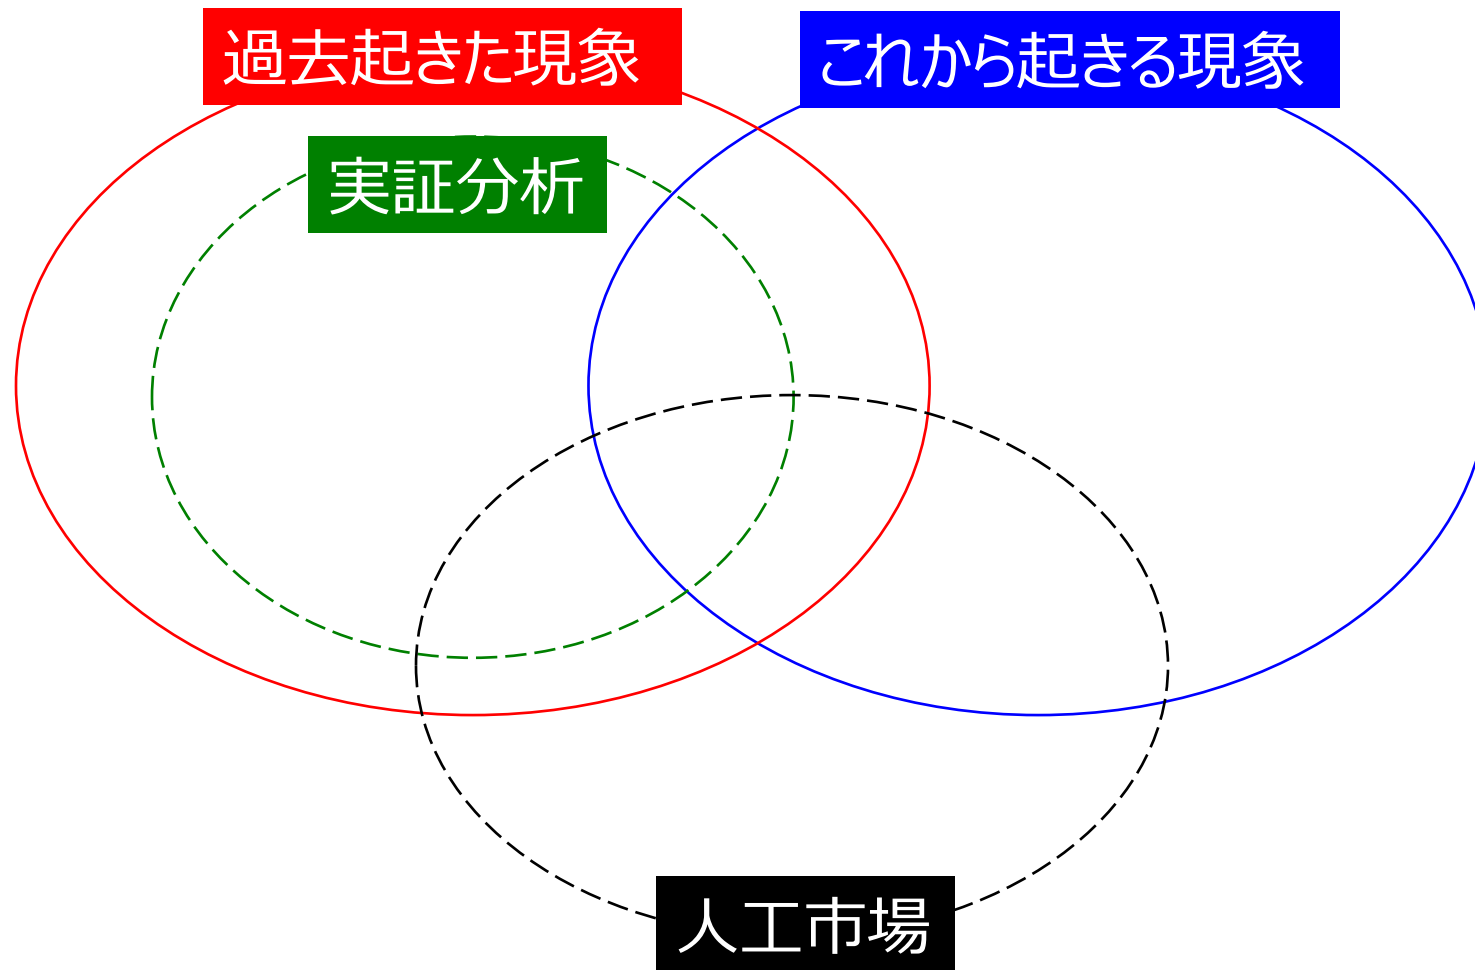 過去起きた現象
これから起きる現象
実証分析
人工市場